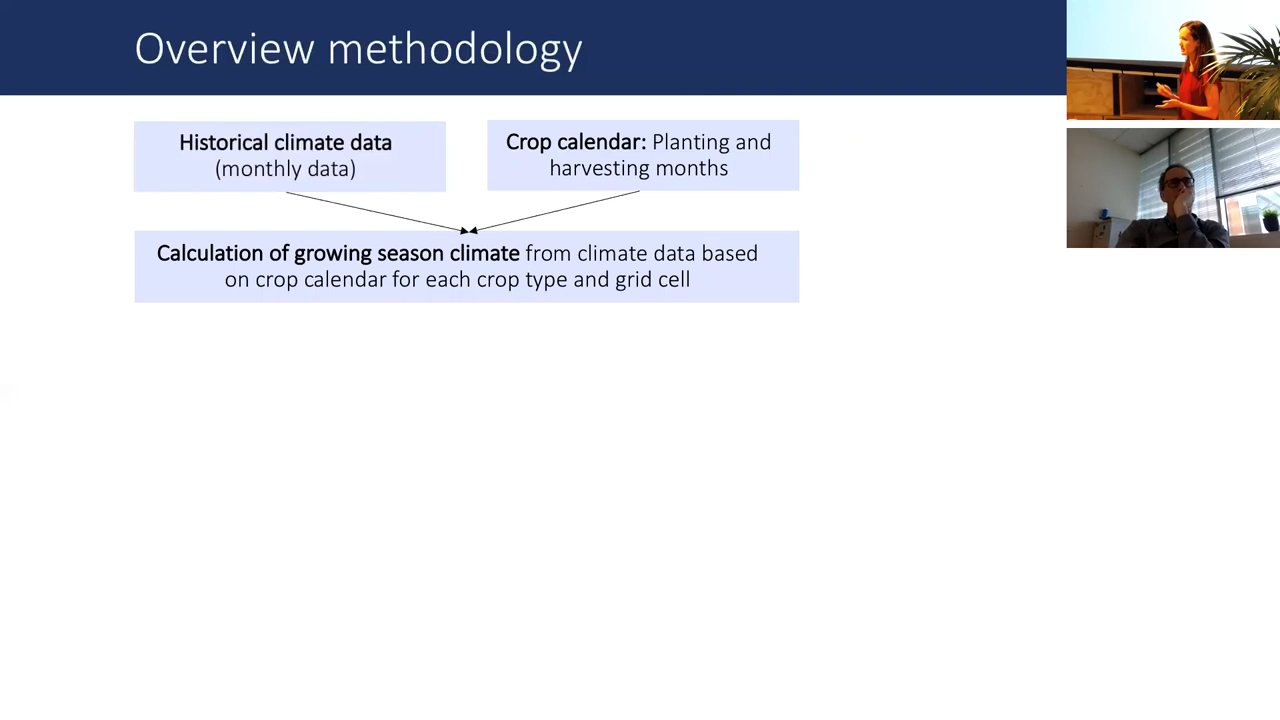 Overview methodology
Historical climate data
(monthly data)
Crop calendar: Planting and
harvesting months
Calculation of growing season climate from climate data based
on crop calendar for each crop type and grid cell